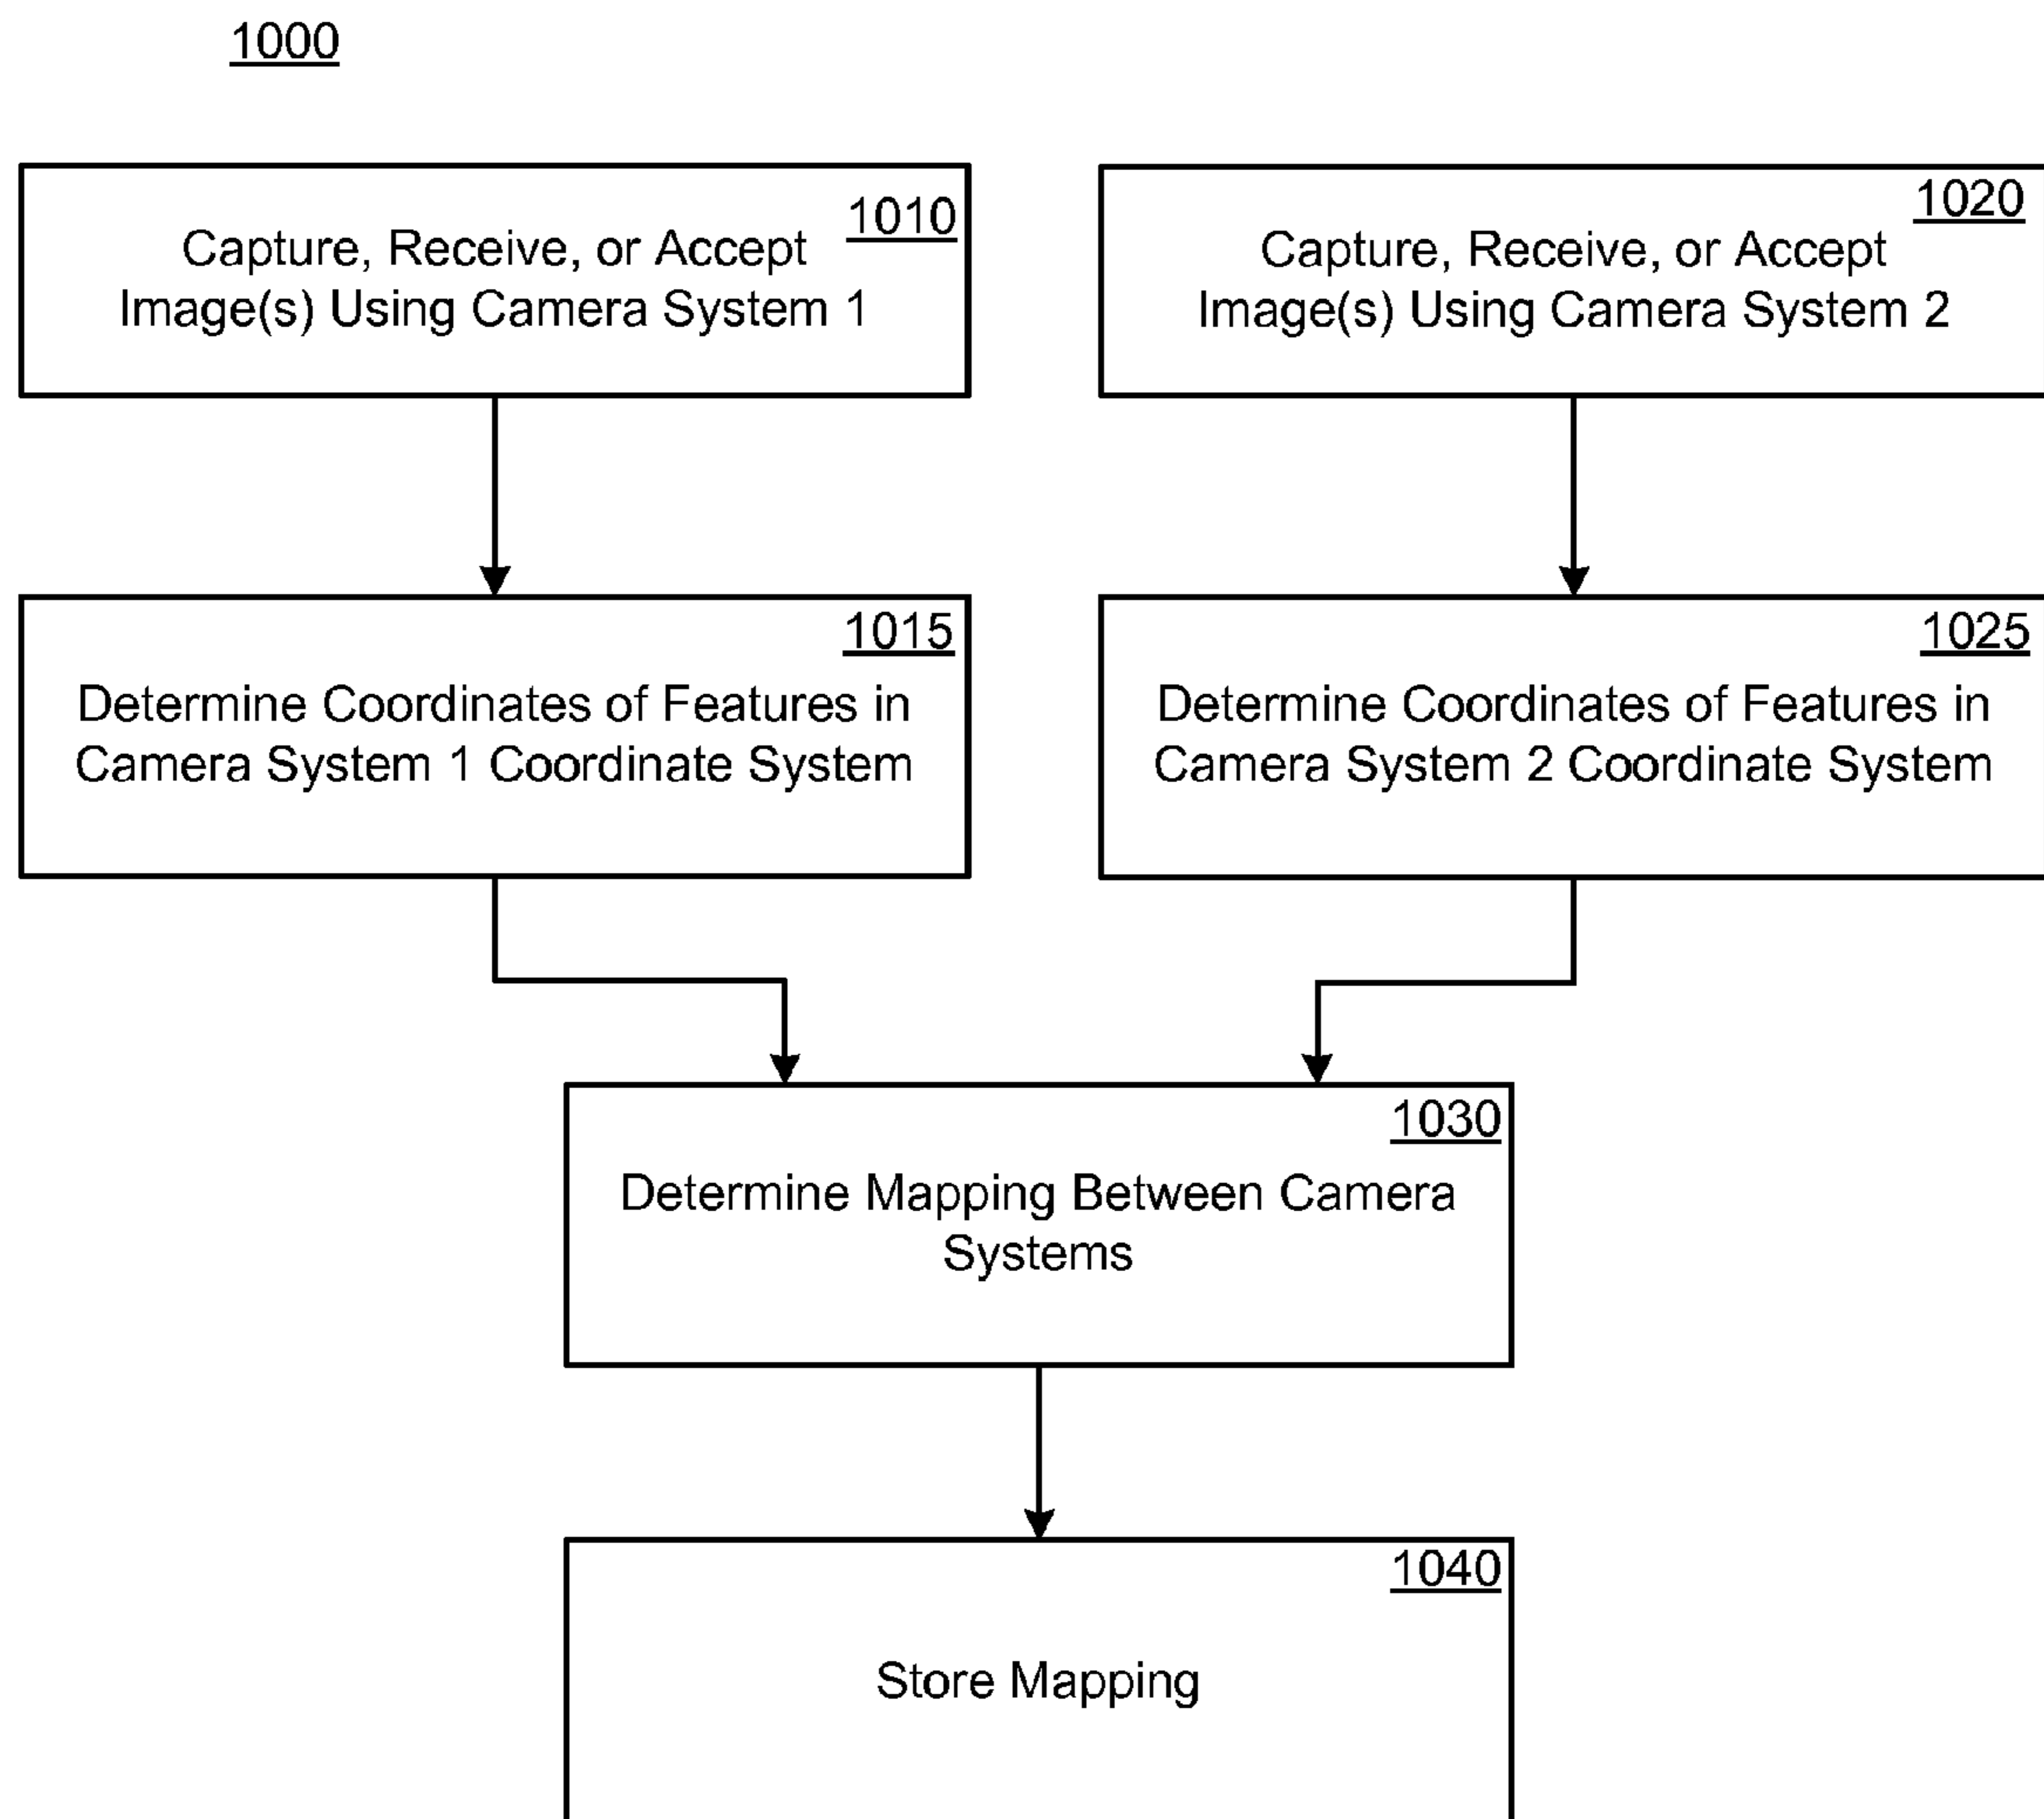 1000
1010
Capture, Receive, or Accept
Image(s) Using Camera System 1
1020
Capture, Receive, or Accept
Image(s) Using Camera System 2
1015
Determine Coordinates of Features in
Camera System 1 Coordinate System
1025
Determine Coordinates of Features in
Camera System 2 Coordinate System
1030
Determine Mapping Between Camera
Systems
1040
Store Mapping